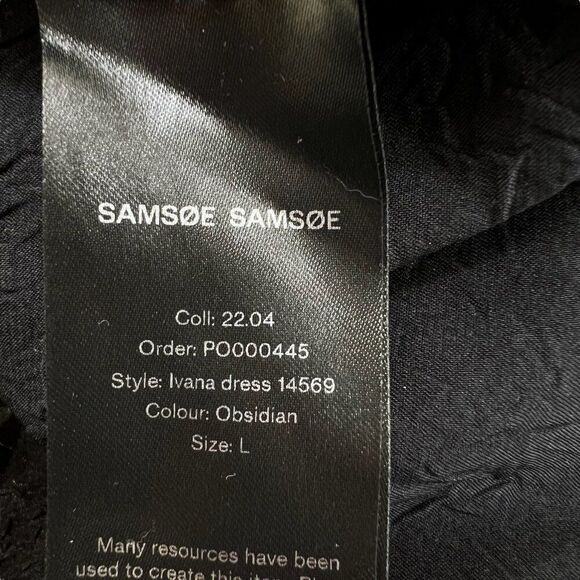 SAMSØE SAMSØE
Coll: 22.04
Order: PO000445
Style: Ivana dress 14569
Colour: Obsidian
Size: L
Many resources have been
used to create this item.